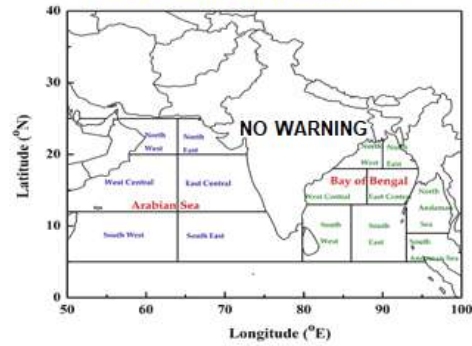 40
30
20
10
0
Latitude (°N)
NO WARNING
North
West
North
East
West Central
East Central
Arabian Sea
South West
South East
North
West
North
East
Bay of Bengal
West Central
East Central
South
West
South
East
North
Andaman
Sea
South
Andaman Sea
50
60
70
80
90
100
Longitude (°E)